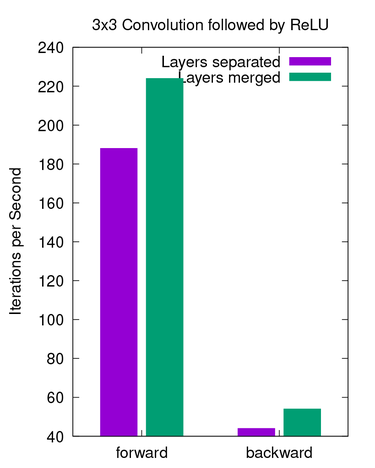 3x3 Convolution followed by ReLU
Layers separated
Layers merged
Iterations per Second
240
220
200
180
160
140
120
100
80
60
40
forward
backward